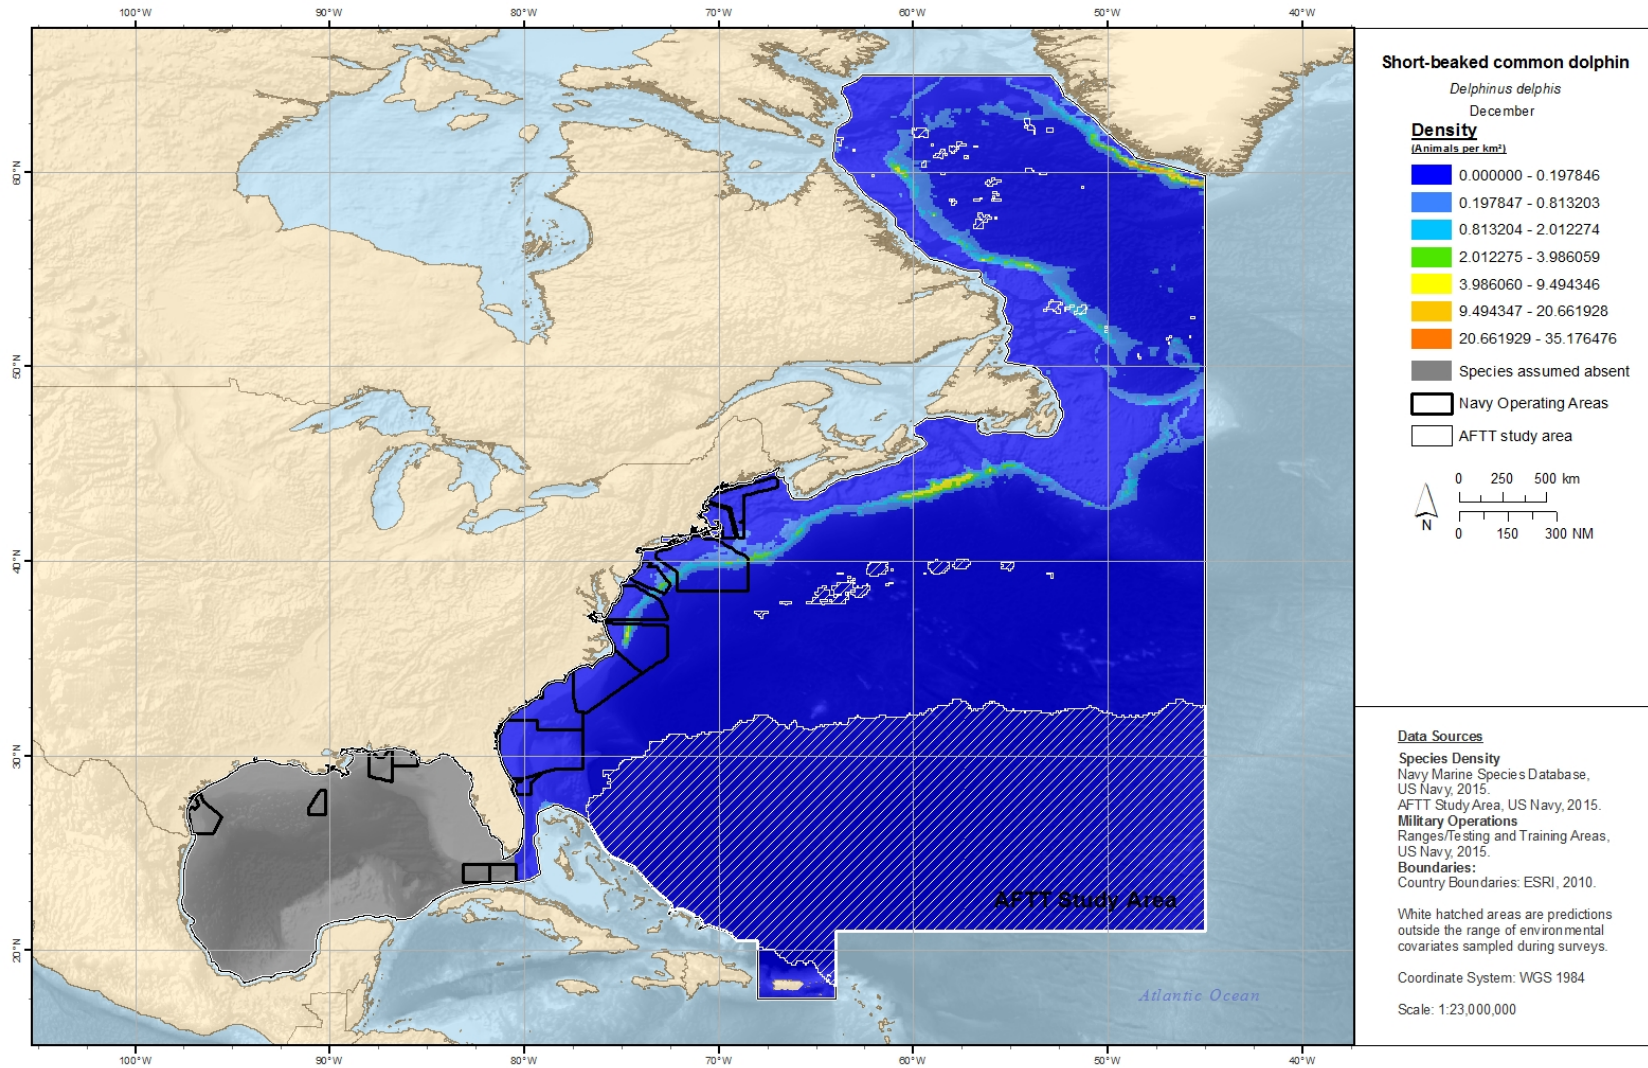 100°W 90°W 80°W 70°W 60°W 50°W 40°W
60°N
50°N
40°N
30°N
20°N
AFTT Study Area
Atlantic Ocean
100°W 90°W 80°W 70°W 60°W 50°W 40°W
Short-beaked common dolphin
Delphinus delphis
December
Density
(Animals per km²)
0.000000 - 0.197846
0.197847 - 0.813203
0.813204 - 2.012274
2.012275 - 3.986059
3.986060 - 9.494346
9.494347 - 20.661928
20.661929 - 35.176476
Species assumed absent
Navy Operating Areas
AFTT study area
0 250 500 km
0 150 300 NM
N
Data Sources
Species Density
Navy Marine Species Database,
US Navy, 2015.
AFTT Study Area, US Navy, 2015.
Military Operations
Ranges/Testing and Training Areas,
US Navy, 2015.
Boundaries:
Country Boundaries: ESRI, 2010.
White hatched areas are predictions
outside the range of environmental
covariates sampled during surveys.
Coordinate System: WGS 1984
Scale: 1:23,000,000